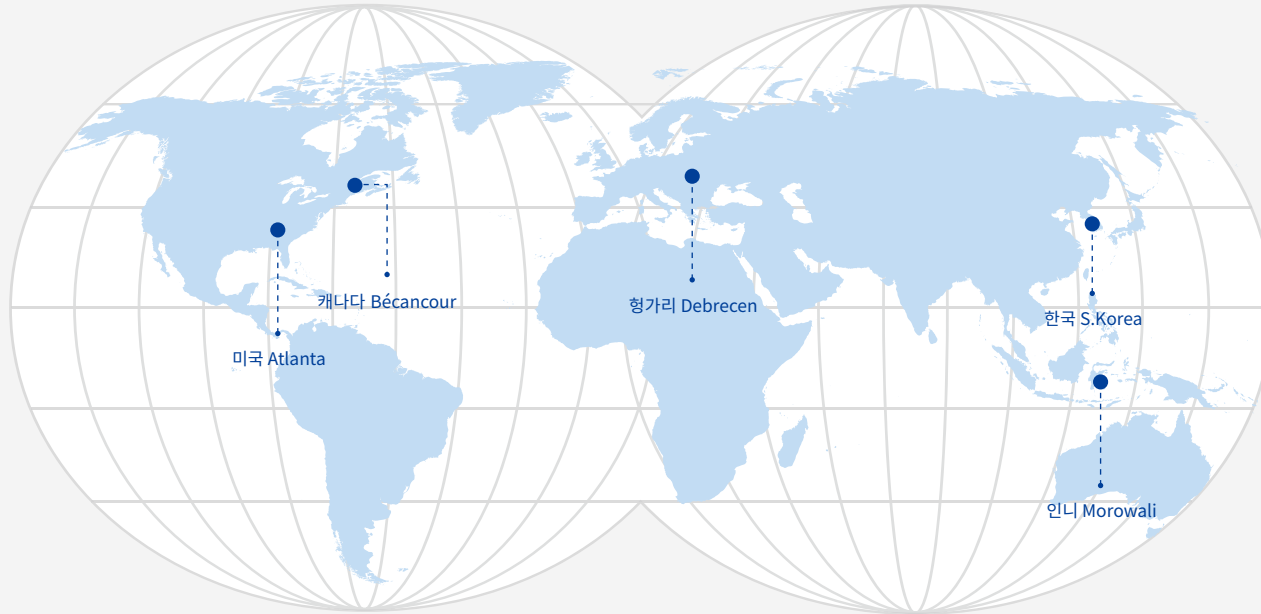 캐나다 Bécancour
헝가리 Debrecen
한국 S.Korea
미국 Atlanta
인니 Morowali